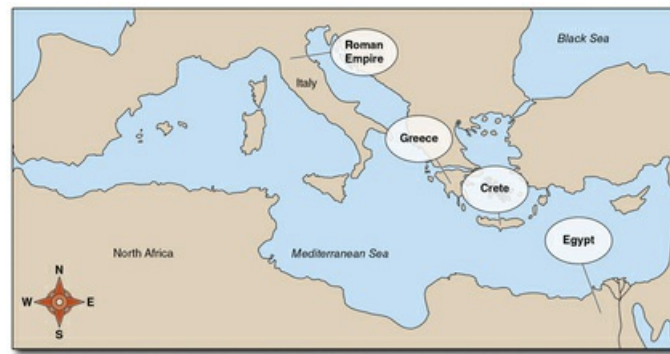 Roman
Empire
Black Sea
Italy
Greece
Crete
Egypt
North Africa
Mediterranean Sea
N
W
E
S